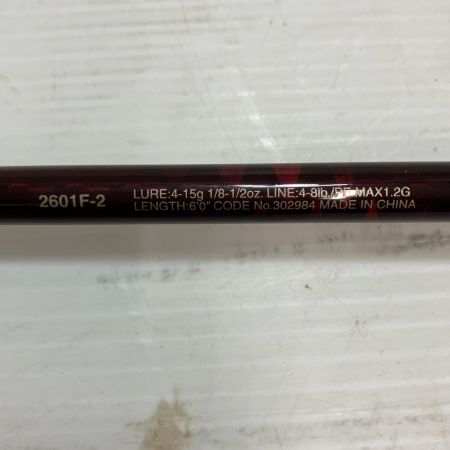 2601F-2
LURE:4-15g 1/8-1/2oz. LINE:4-8lb./PE MAX1.2G
LENGTH:6'0" CODE No.302984 MADE IN CHINA